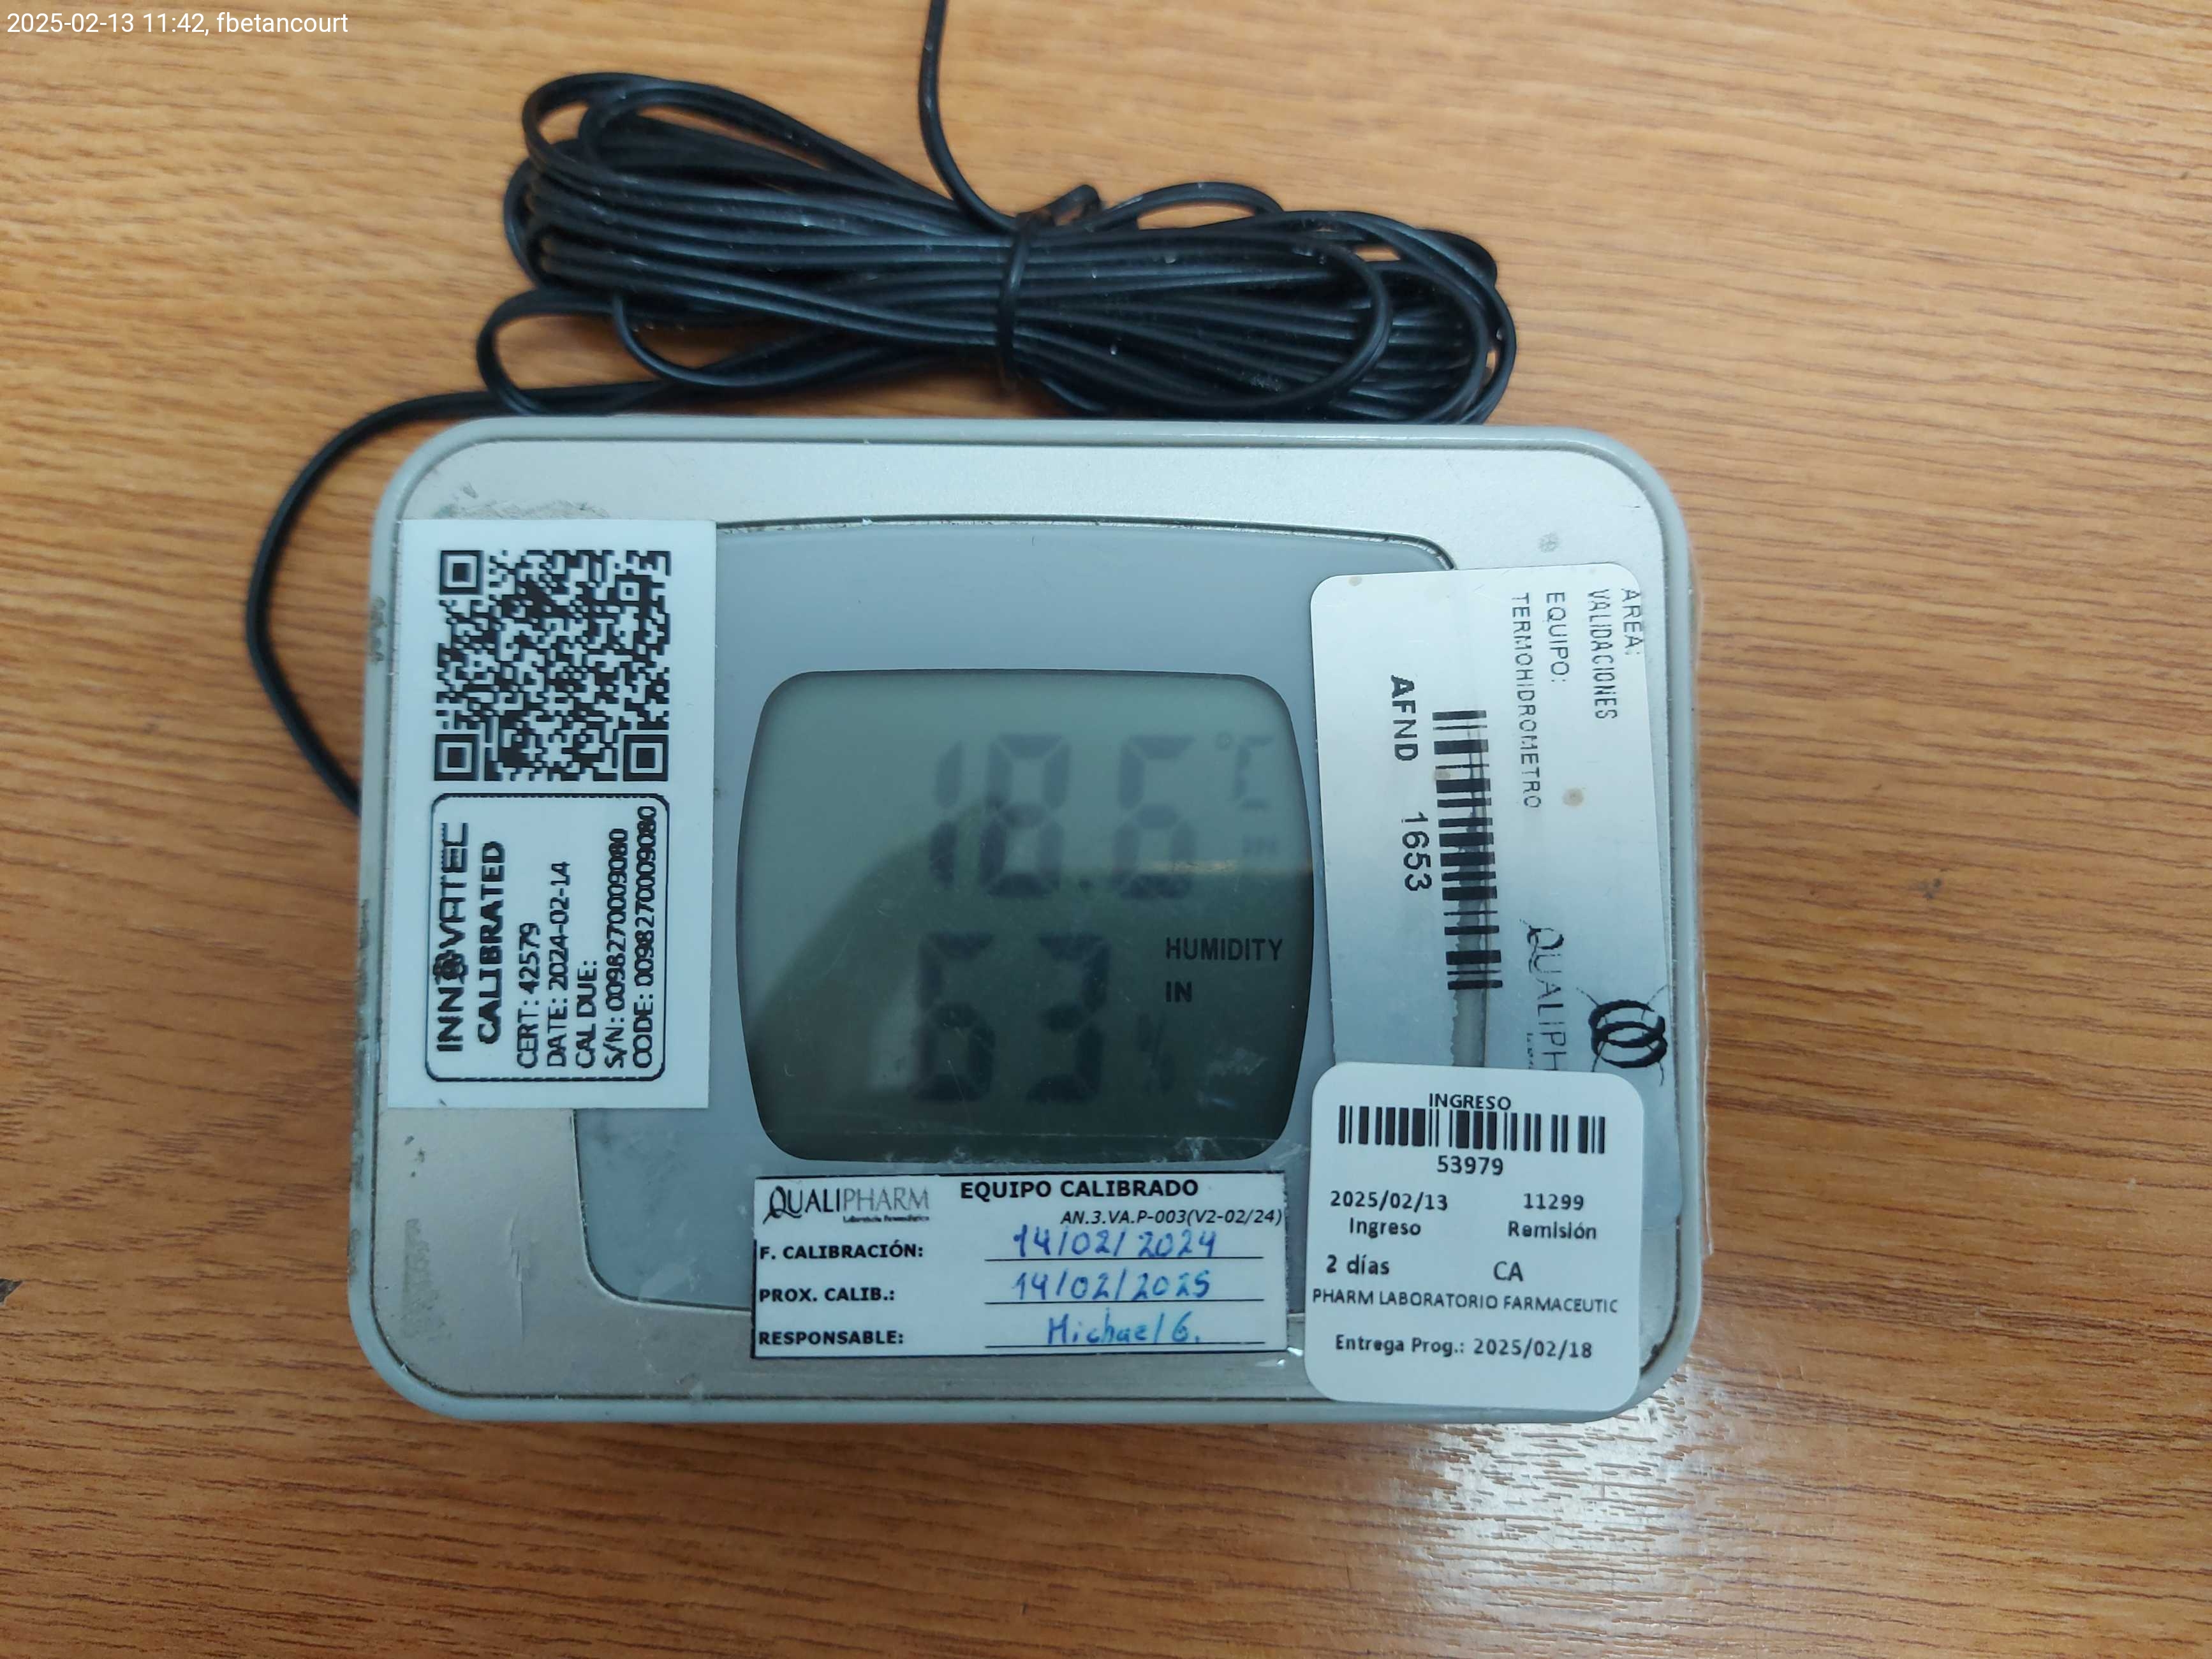 2025-02-13 11:42, fbetancourt
INNOVATEC
CALIBRATED
CERT: 42579
DATE: 2024-02-14
CAL DUE:
S/N: 0098270009080
CODE: 0098270009080
18.6 °C
63 %
HUMIDITY
IN
AREA:
VALIDACIONES
EQUIPO:
TERMOHIDROMETRO
QUALIPH
AFND 1653
QUALIPHARM EQUIPO CALIBRADO
AN.3.VA.P-003(V2-02/24)
F. CALIBRACIÓN: 14/02/2024
PROX. CALIB.: 14/02/2025
RESPONSABLE: Michael G.
INGRESO
53979
2025/02/13 11299
Ingreso Remisión
2 días CA
PHARM LABORATORIO FARMACEUTIC
Entrega Prog.: 2025/02/18